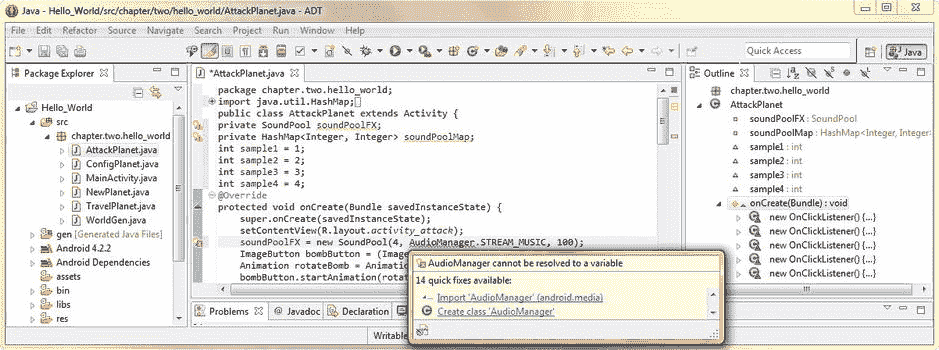 Java - Hello_World/src/chapter/two/hello_world/AttackPlanet.java - ADT
File Edit Refactor Source Navigate Search Project Run Window Help
Quick Access
Java
Package Explorer
Hello_World
src
chapter.two.hello_world
AttackPlanet.java
ConfigPlanet.java
MainActivity.java
NewPlanet.java
TravelPlanet.java
WorldGen.java
gen [Generated Java Files]
Android 4.2.2
Android Dependencies
assets
bin
libs
res
*AttackPlanet.java
package chapter.two.hello_world;
import java.util.HashMap;
public class AttackPlanet extends Activity {
private SoundPool soundPoolFX;
private HashMap<Integer, Integer> soundPoolMap;
int sample1 = 1;
int sample2 = 2;
int sample3 = 3;
int sample4 = 4;
@Override
protected void onCreate(Bundle savedInstanceState) {
super.onCreate(savedInstanceState);
setContentView(R.layout.activity_attack);
soundPoolFX = new SoundPool(4, AudioManager.STREAM_MUSIC, 100);
ImageButton bombButton = (Ima
Animation rotateBomb = Animati
bombButton.startAnimation(rota
AudioManager cannot be resolved to a variable
14 quick fixes available:
Import 'AudioManager' (android.media)
Create class 'AudioManager'
Problems @ Javadoc Declaration
Writable
Outline
chapter.two.hello_world
AttackPlanet
soundPoolFX : SoundPool
soundPoolMap : HashMap<Integer, Integer
sample1 : int
sample2 : int
sample3 : int
sample4 : int
onCreate(Bundle) : void
new OnClickListener() {...}
new OnClickListener() {...}
new OnClickListener() {...}
new OnClickListener() {...}